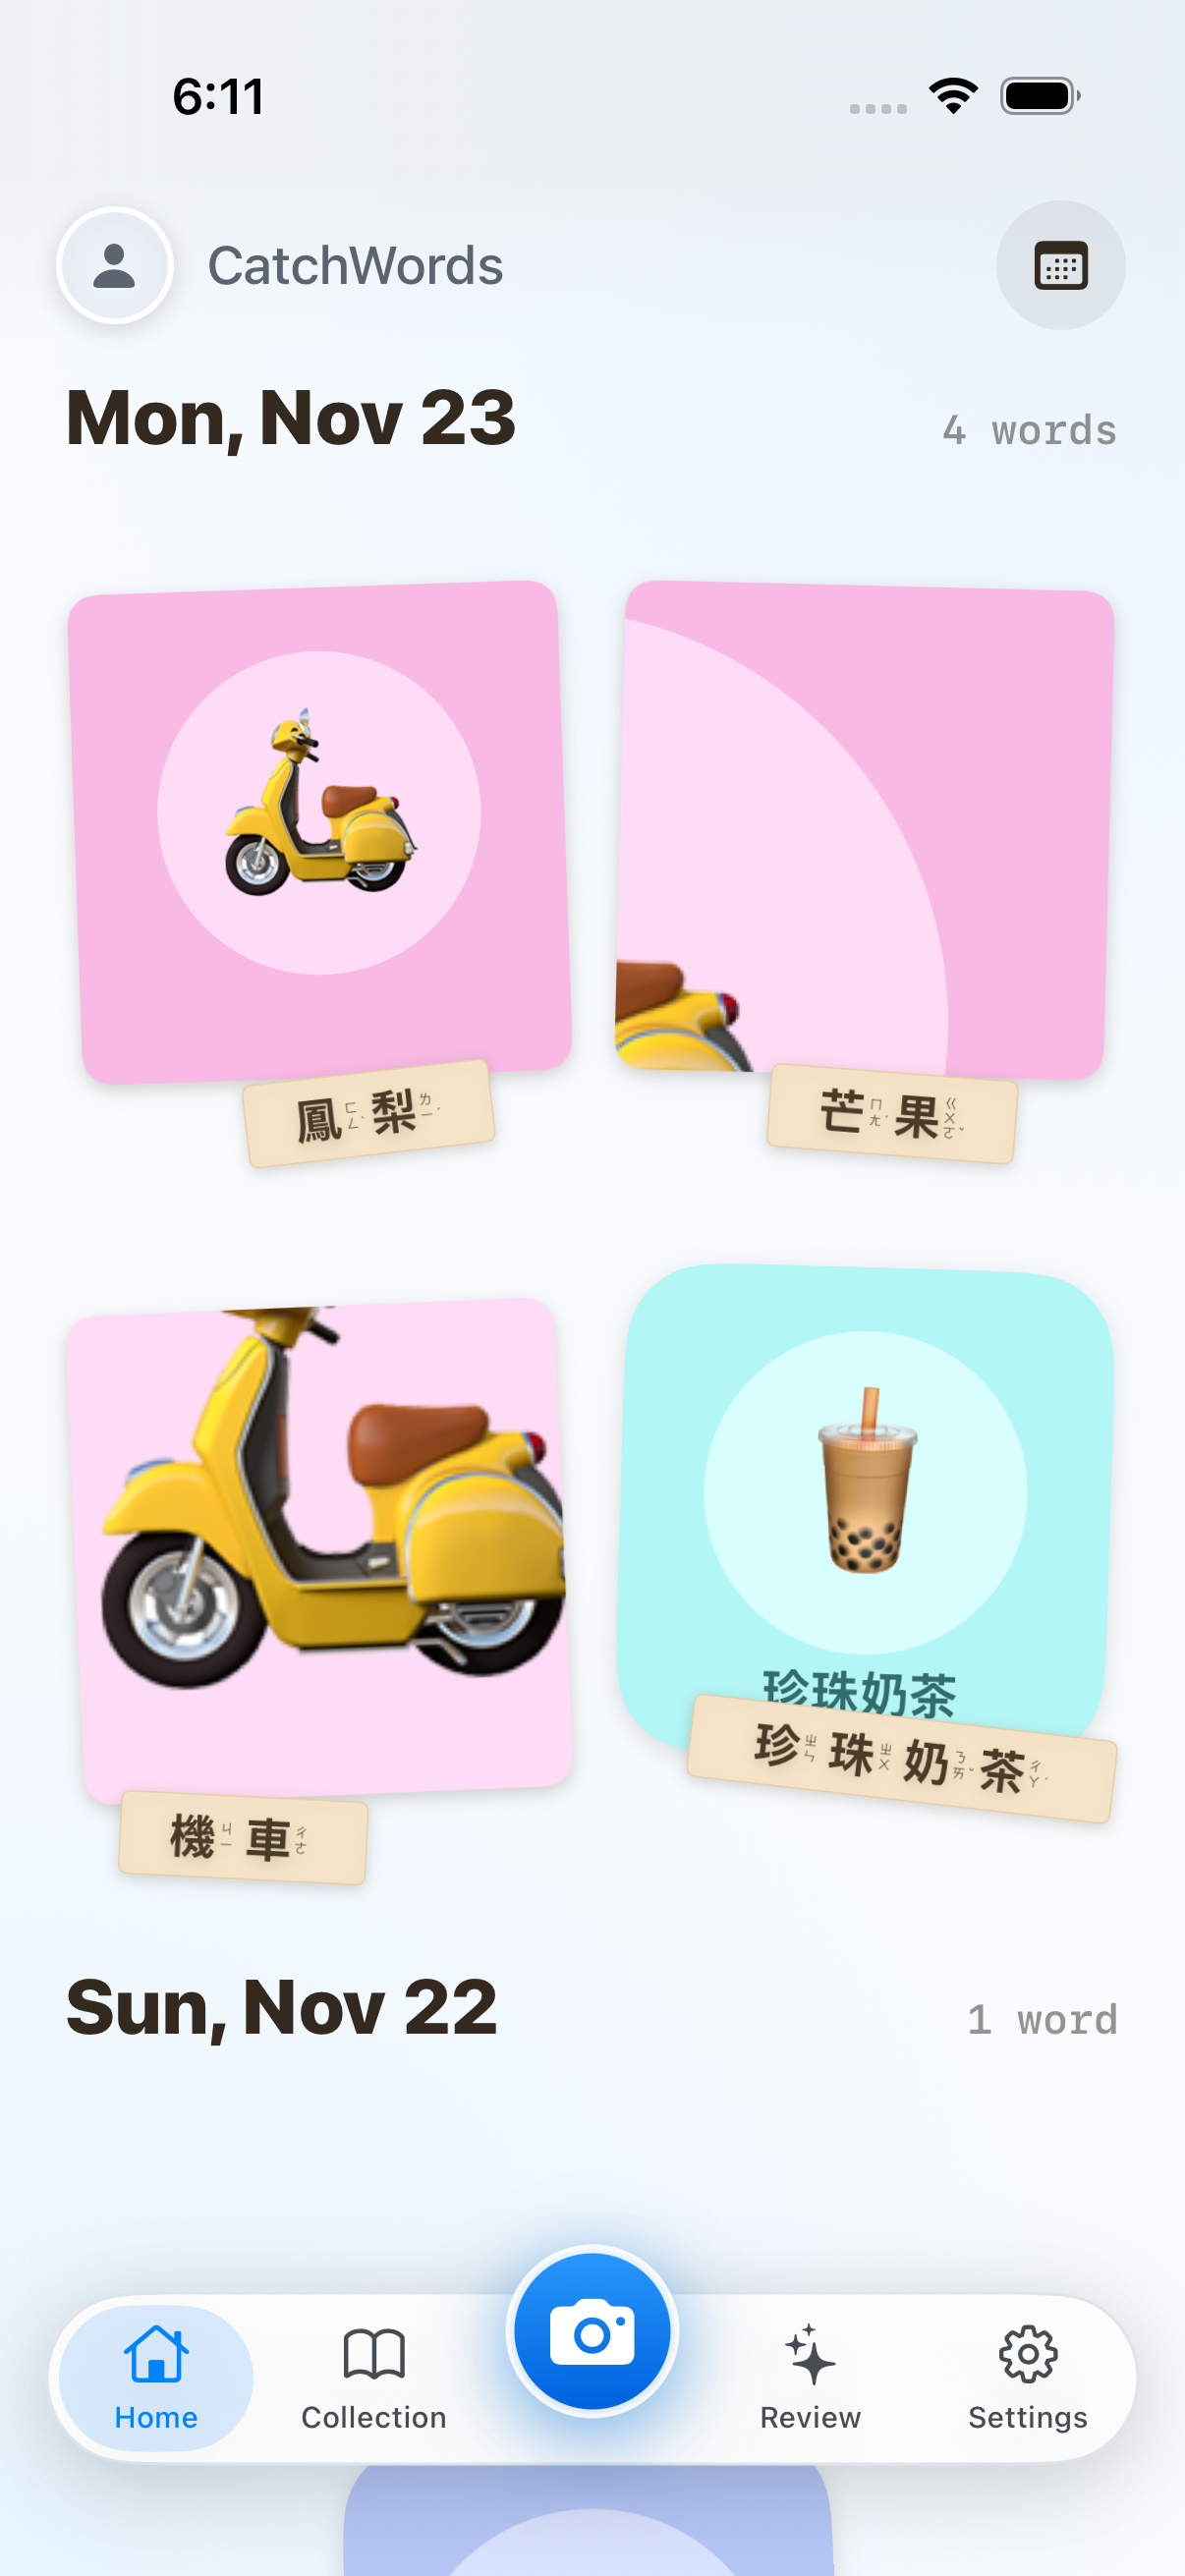 6:11
CatchWords
Mon, Nov 23
4 words
鳳ㄈㄥˋ梨ㄌㄧˊ
芒ㄇㄤˊ果ㄍㄨㄛˇ
珍珠奶茶
珍ㄓㄣ珠ㄓㄨ奶ㄋㄞˇ茶ㄔㄚˊ
機ㄐㄧ車ㄔㄜ
Sun, Nov 22
1 word
Home
Collection
Review
Settings